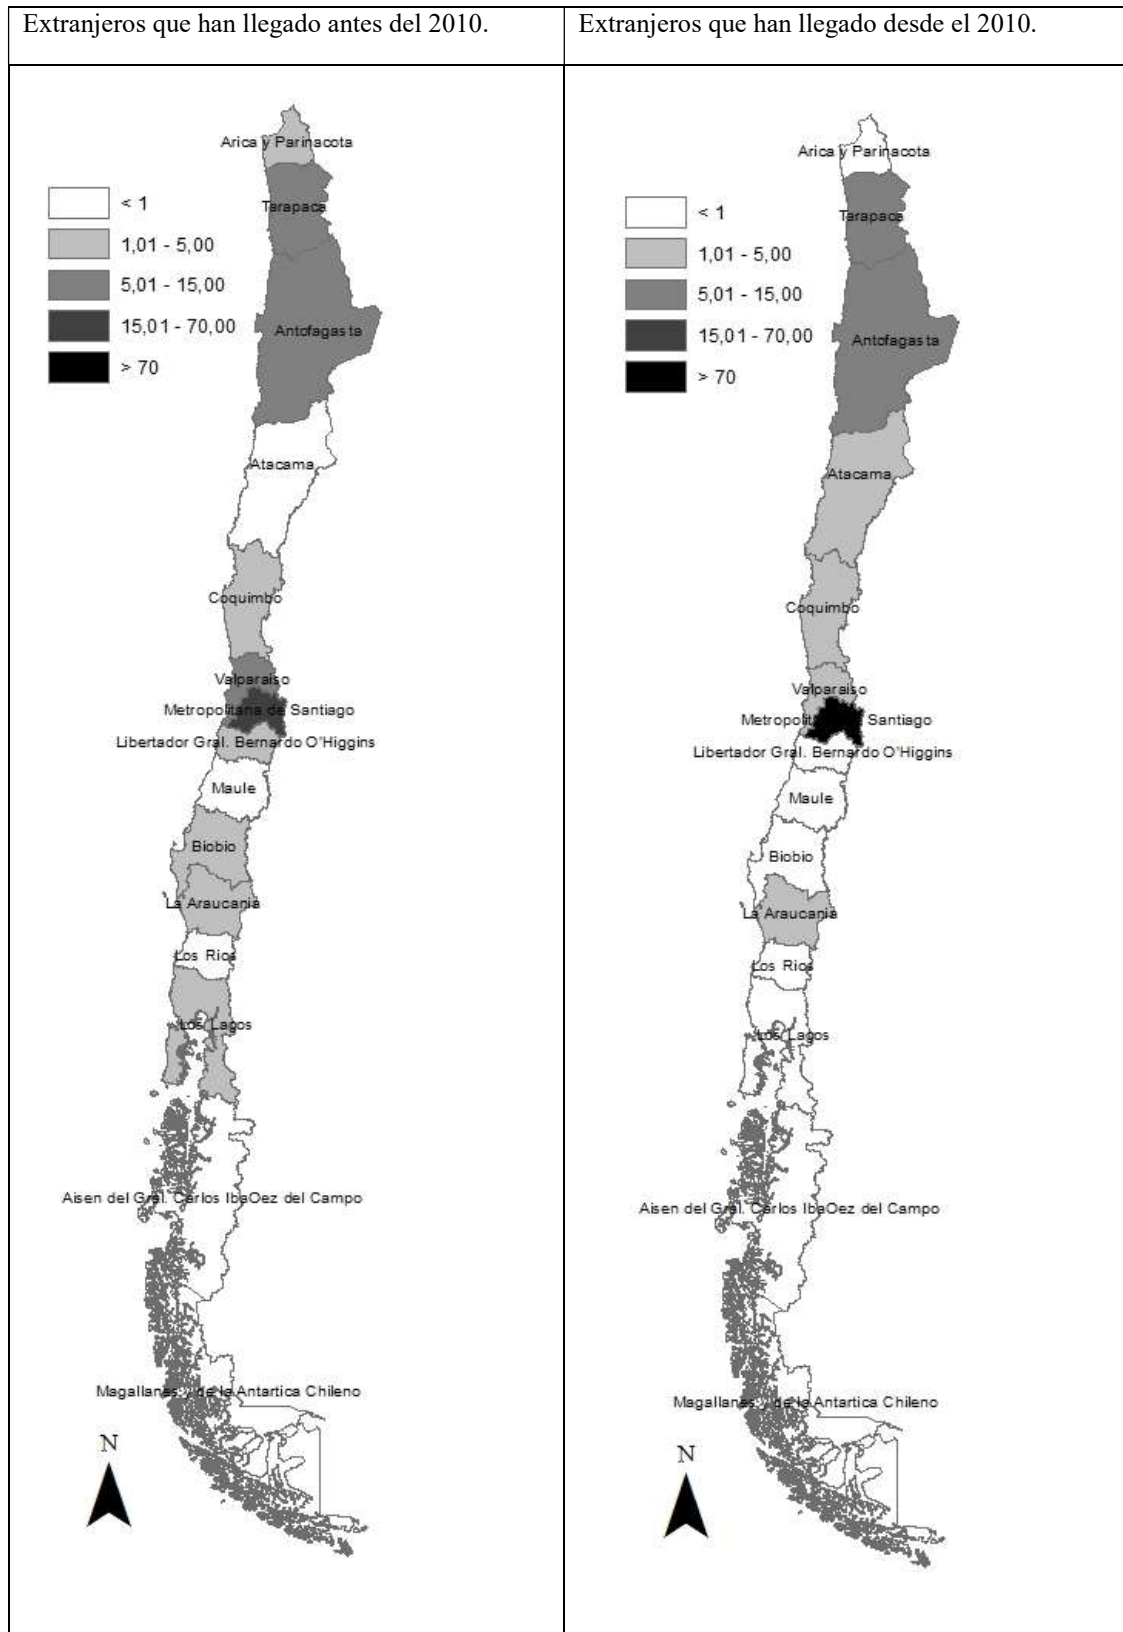 Extranjeros que han llegado antes del 2010.
Arica y Parinacota
Tarapaca
< 1
1,01 - 5,00
5,01 - 15,00
15,01 - 70,00
> 70
Antofagasta
Atacama
Coquimbo
Valparaiso
Metropolitana de Santiago
Libertador Gral. Bernardo O'Higgins
Maule
Biobio
La Araucania
Los Rios
Los Lagos
Aisen del Gral. Carlos IbaOez del Campo
Magallanes y de la Antartica Chileno
N
Extranjeros que han llegado desde el 2010.
Arica y Parinacota
Tarapaca
< 1
1,01 - 5,00
5,01 - 15,00
15,01 - 70,00
> 70
Antofagasta
Atacama
Coquimbo
Valparaiso
Metropolit Santiago
Libertador Gral. Bernardo O'Higgins
Maule
Biobio
La Araucania
Los Rios
Los Lagos
Aisen del Gral. Carlos IbaOez del Campo
Magallanes y de la Antartica Chileno
N